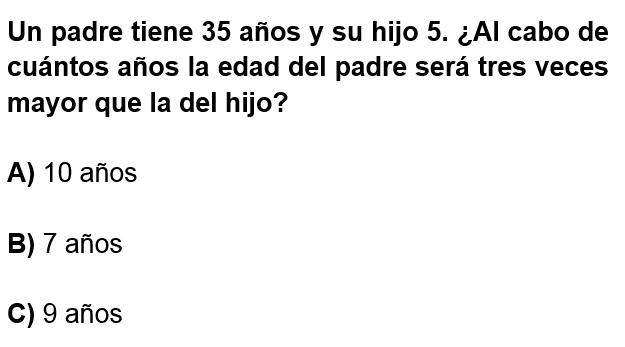 Un padre tiene 35 años y su hijo 5. ¿Al cabo de
cuántos años la edad del padre será tres veces
mayor que la del hijo?
A) 10 años
B) 7 años
C) 9 años